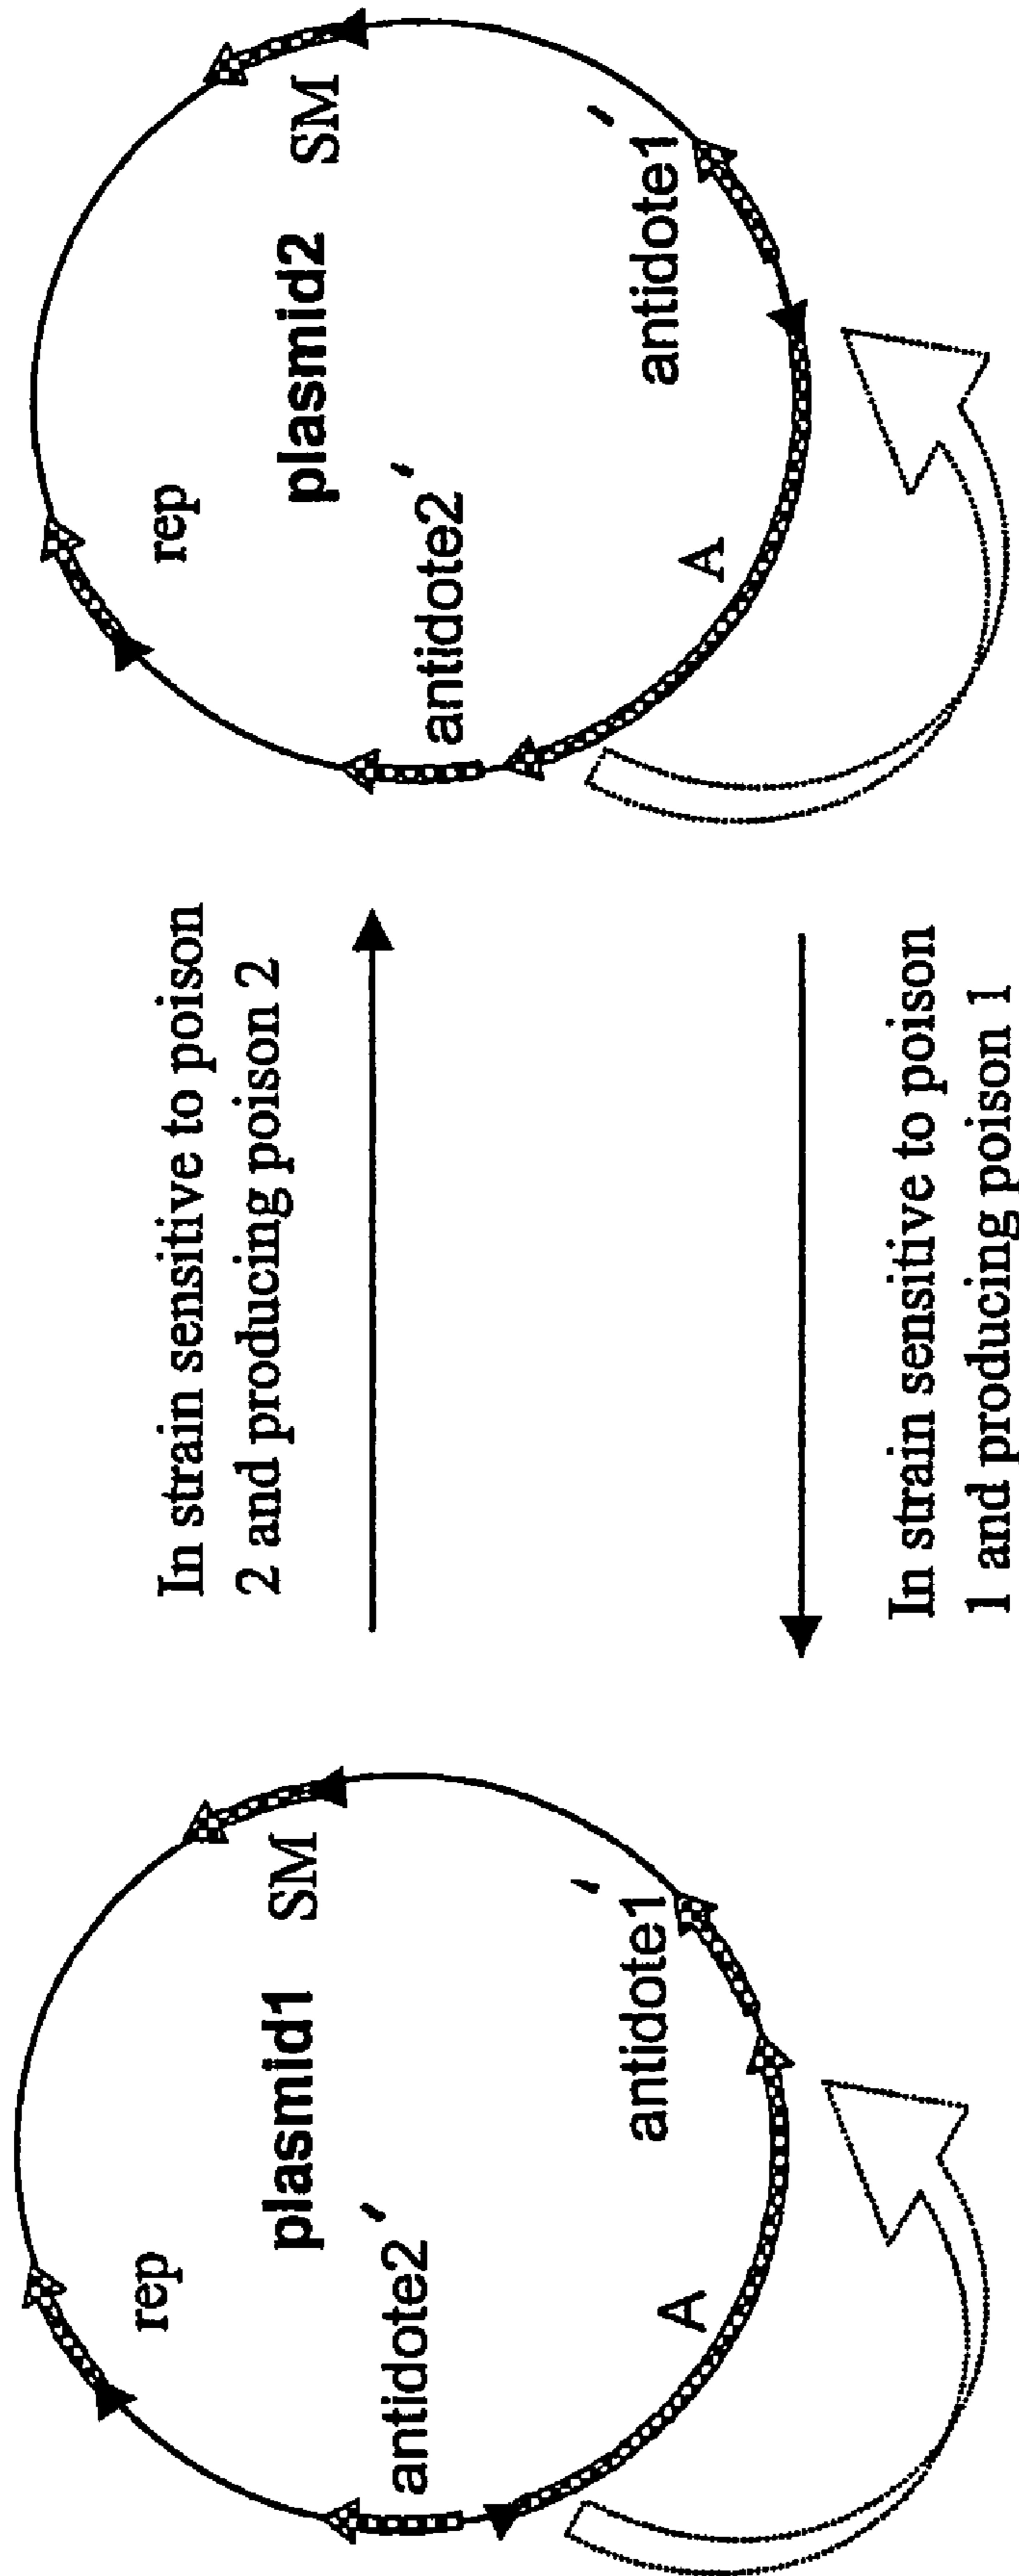 rep
plasmid1 SM
antidote2'
antidote1'
A
In strain sensitive to poison
2 and producing poison 2
In strain sensitive to poison
1 and producing poison 1
rep
SM
plasmid2
antidote2'
antidote1'
A